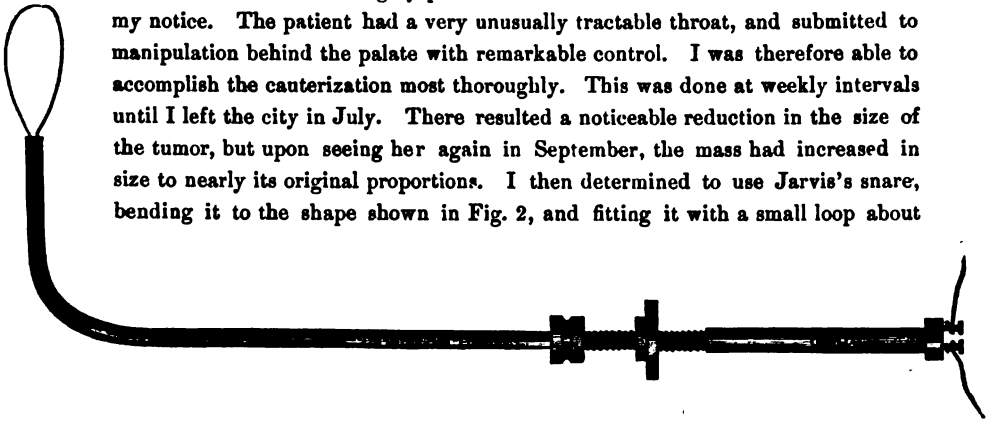 my notice. The patient had a very unusually tractable throat, and submitted to
manipulation behind the palate with remarkable control. I was therefore able to
accomplish the cauterization most thoroughly. This was done at weekly intervals
until I left the city in July. There resulted a noticeable reduction in the size of
the tumor, but upon seeing her again in September, the mass had increased in
size to nearly its original proportions. I then determined to use Jarvis's snare,
bending it to the shape shown in Fig. 2, and fitting it with a small loop about